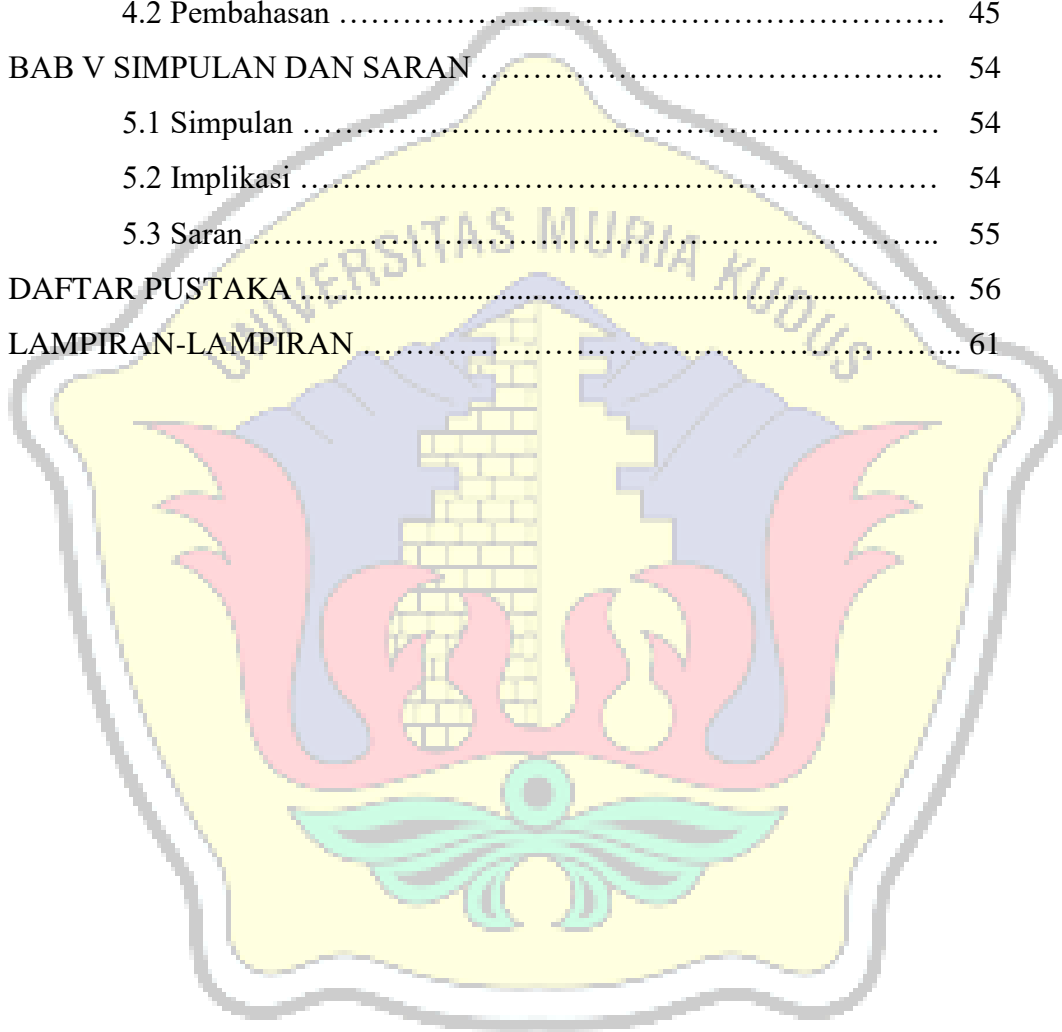 4.2 Pembahasan …………………………………………………… 45
BAB V SIMPULAN DAN SARAN ……………………………………….. 54
5.1 Simpulan ……………………………………………………… 54
5.2 Implikasi ……………………………………………………… 54
5.3 Saran ………………………………………………………….. 55
DAFTAR PUSTAKA .................................................................................. 56
LAMPIRAN-LAMPIRAN …………………………………………………... 61
UNIVERSITAS MURIA KUDUS